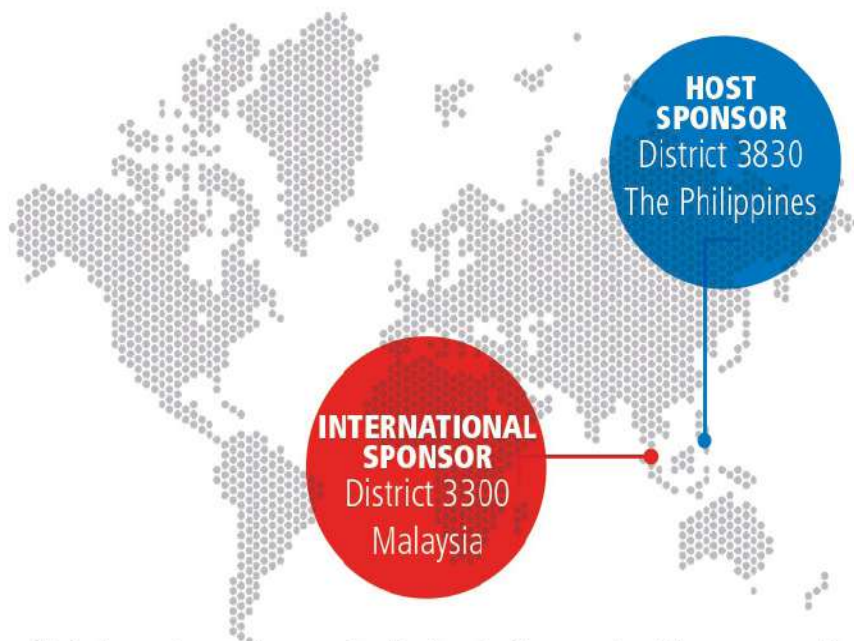 HOST
SPONSOR
District 3830
The Philippines
INTERNATIONAL
SPONSOR
District 3300
Malaysia